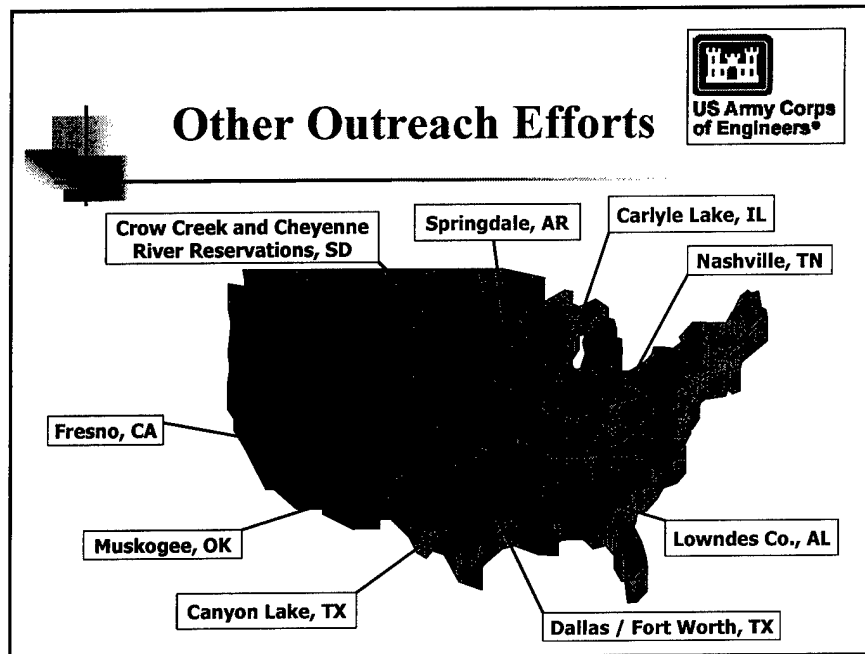 Other Outreach Efforts
US Army Corps
of Engineers®
Crow Creek and Cheyenne
River Reservations, SD
Springdale, AR
Carlyle Lake, IL
Nashville, TN
Fresno, CA
Muskogee, OK
Lowndes Co., AL
Canyon Lake, TX
Dallas / Fort Worth, TX